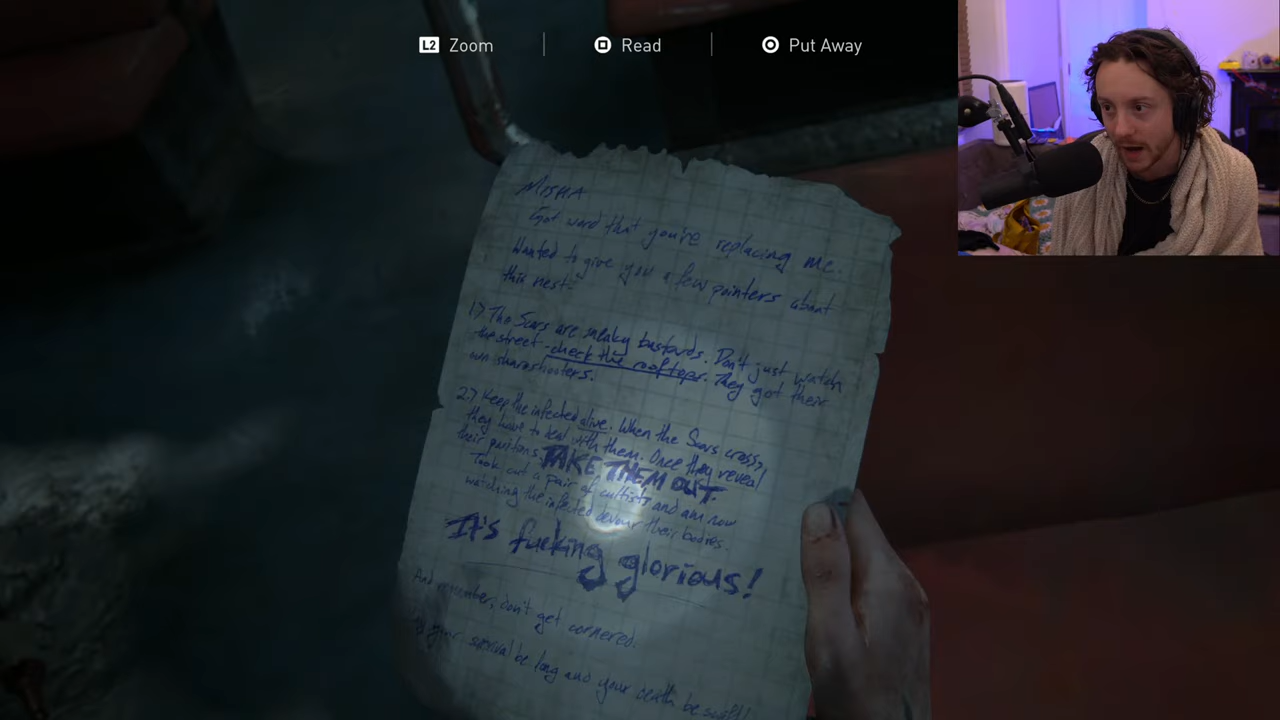 L2 Zoom
Read
Put Away
MISHA
Got word that you're replacing me.
Wanted to give you a few pointers about
this nest:
1) The Scars are sneaky bastards. Don't just watch
the street - check the rooftops. They got their
own sharpshooters.
2) Keep the infected alive. When the Scars cross,
they have to deal with them. Once they reveal
their positions TAKE THEM OUT.
Took out a pair of cultists and am now
watching the infected devour their bodies.
It's fucking glorious!
And remember, don't get cornered.
your survival be long and your death be swift!